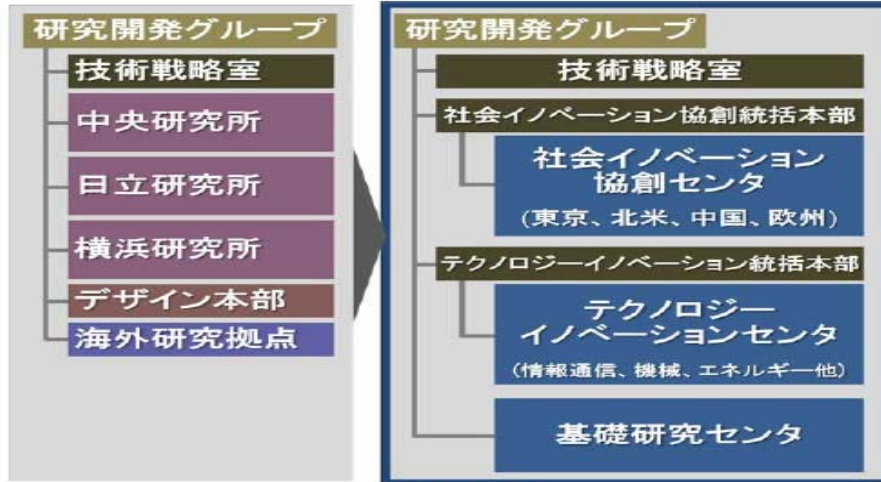 研究開発グループ
技術戦略室
中央研究所
日立研究所
横浜研究所
デザイン本部
海外研究拠点
研究開発グループ
技術戦略室
社会イノベーション協創統括本部
社会イノベーション
協創センタ
(東京、北米、中国、欧州)
テクノロジーイノベーション統括本部
テクノロジー
イノベーションセンタ
(情報通信、機械、エネルギー他)
基礎研究センタ